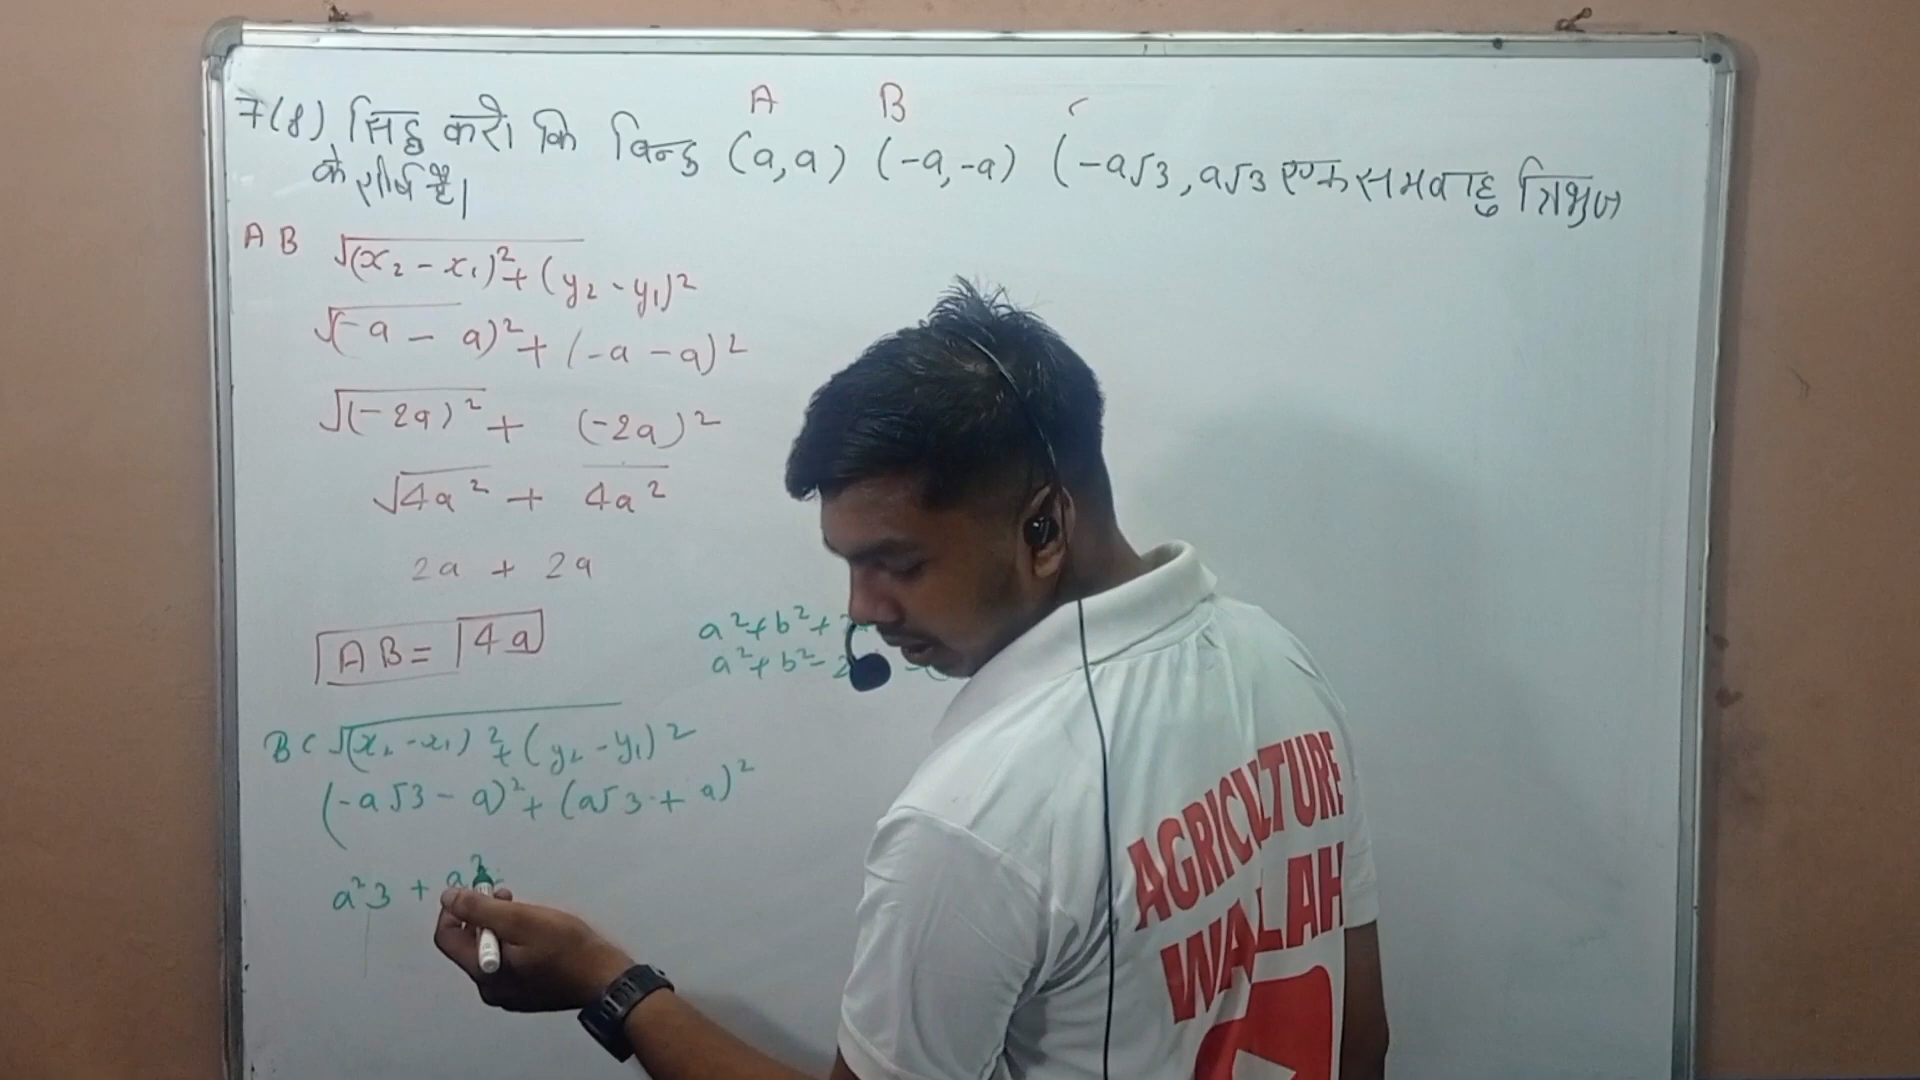 A B C
7(8) सिद्ध करो कि विन्दु (a,a) (-a,-a) (-a√3, a√3 एक समबाहु त्रिभुज
के शीर्ष है।
A B √(x₂ - x₁)² + (y₂ - y₁)²
√(-a - a)² + (-a - a)²
√(-2a)² + (-2a)²
√4a² + 4a²
2a + 2a
AB = 4a
a²+b²+
a²+b²-2
BC √(x₂ - x₁)² + (y₂ - y₁)²
(-a√3 - a)² + (a√3 + a)²
a²3 + a²
AGRICULTURE
WALAH